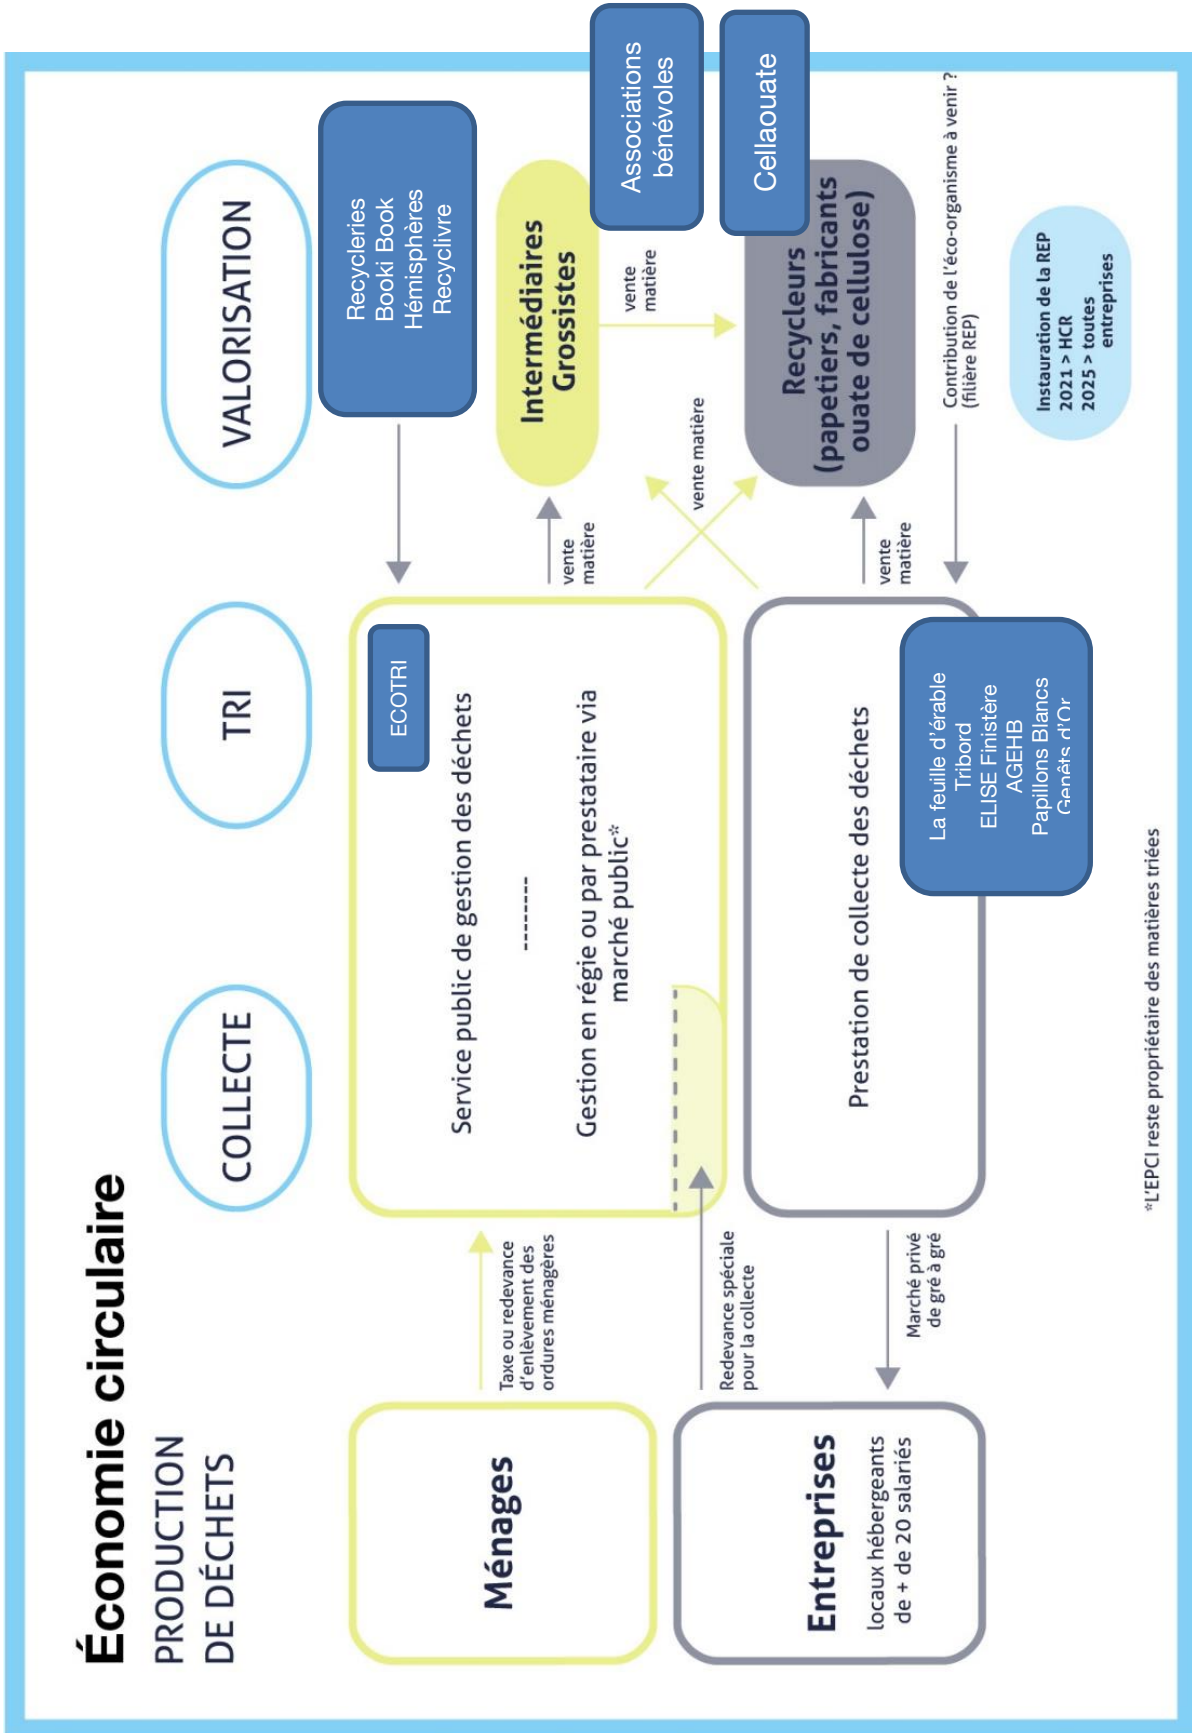 Économie circulaire
PRODUCTION
DE DÉCHETS
COLLECTE
TRI
VALORISATION
Ménages
Taxe ou redevance
d'enlèvement des
ordures ménagères
Service public de gestion des déchets
---------
Gestion en régie ou par prestataire via
marché public*
ECOTRI
Recycleries
Booki Book
Hémisphères
Recyclivre
vente
matière
Intermédiaires
Grossistes
Associations
bénévoles
vente
matière
vente matière
Entreprises
locaux hébergeants
de + de 20 salariés
Redevance spéciale
pour la collecte
Marché privé
de gré à gré
Prestation de collecte des déchets
La feuille d'érable
Tribord
ELISE Finistère
AGEHB
Papillons Blancs
Genêts d'Or
vente
matière
Recycleurs
(papetiers, fabricants
ouate de cellulose)
Cellaouate
Contribution de l'éco-organisme à venir ?
(filière REP)
Instauration de la REP
2021 > HCR
2025 > toutes
entreprises
*L'EPCI reste propriétaire des matières triées